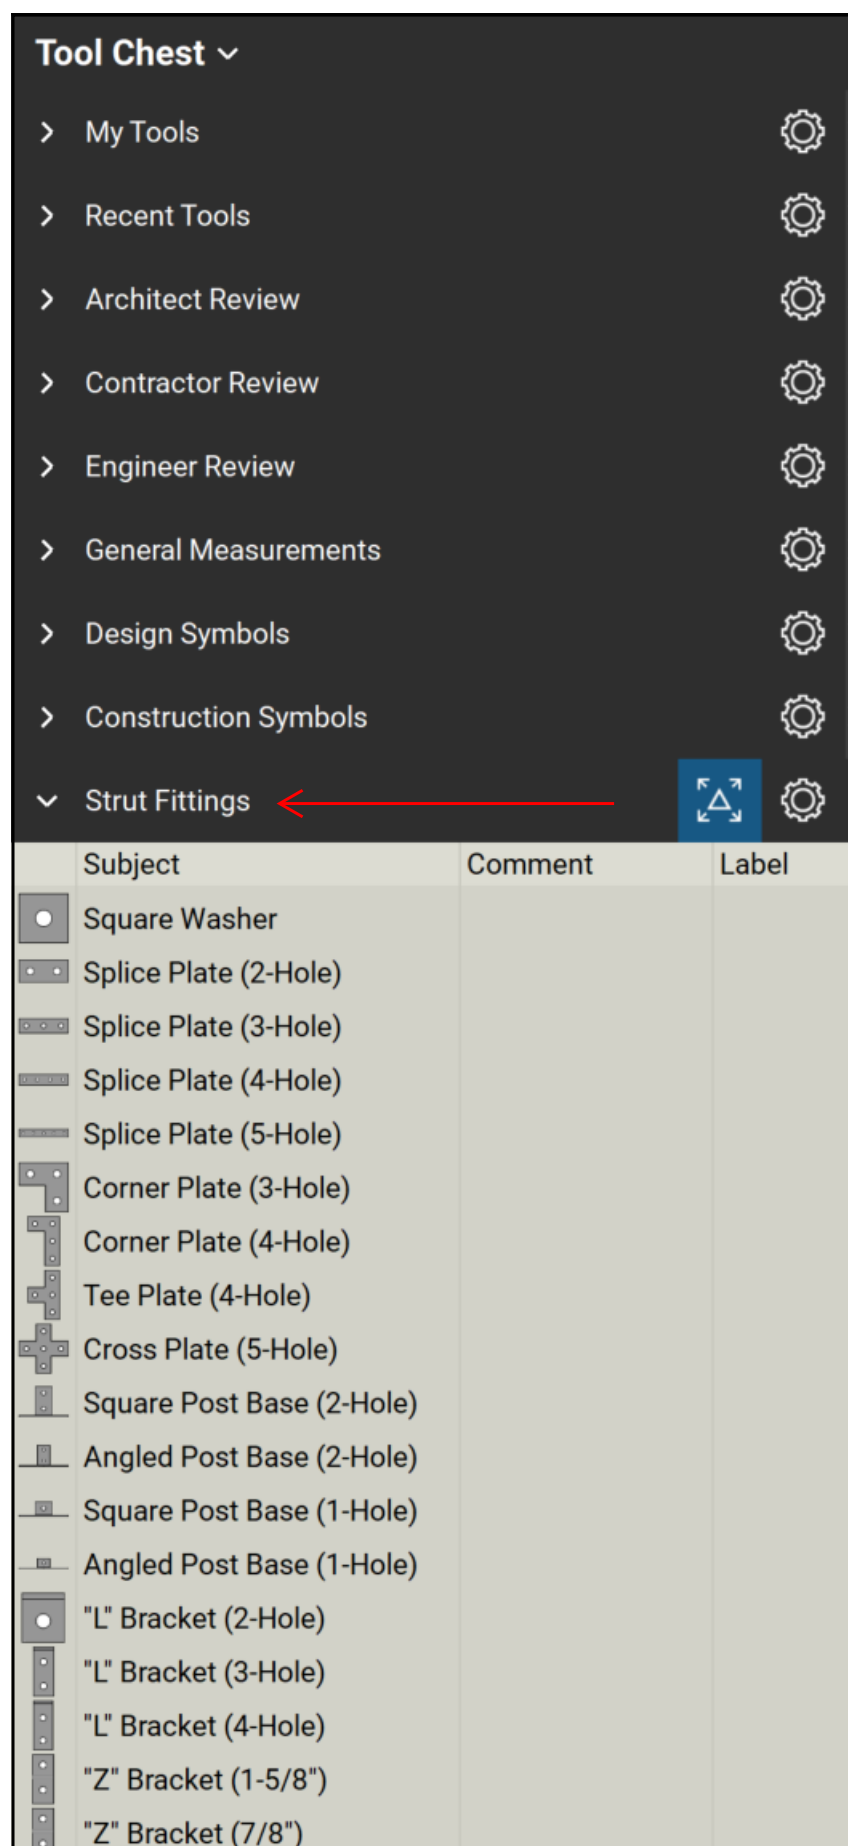 Tool Chest
My Tools
Recent Tools
Architect Review
Contractor Review
Engineer Review
General Measurements
Design Symbols
Construction Symbols
Strut Fittings
Subject Comment Label
Square Washer
Splice Plate (2-Hole)
Splice Plate (3-Hole)
Splice Plate (4-Hole)
Splice Plate (5-Hole)
Corner Plate (3-Hole)
Corner Plate (4-Hole)
Tee Plate (4-Hole)
Cross Plate (5-Hole)
Square Post Base (2-Hole)
Angled Post Base (2-Hole)
Square Post Base (1-Hole)
Angled Post Base (1-Hole)
"L" Bracket (2-Hole)
"L" Bracket (3-Hole)
"L" Bracket (4-Hole)
"Z" Bracket (1-5/8")
"Z" Bracket (7/8")